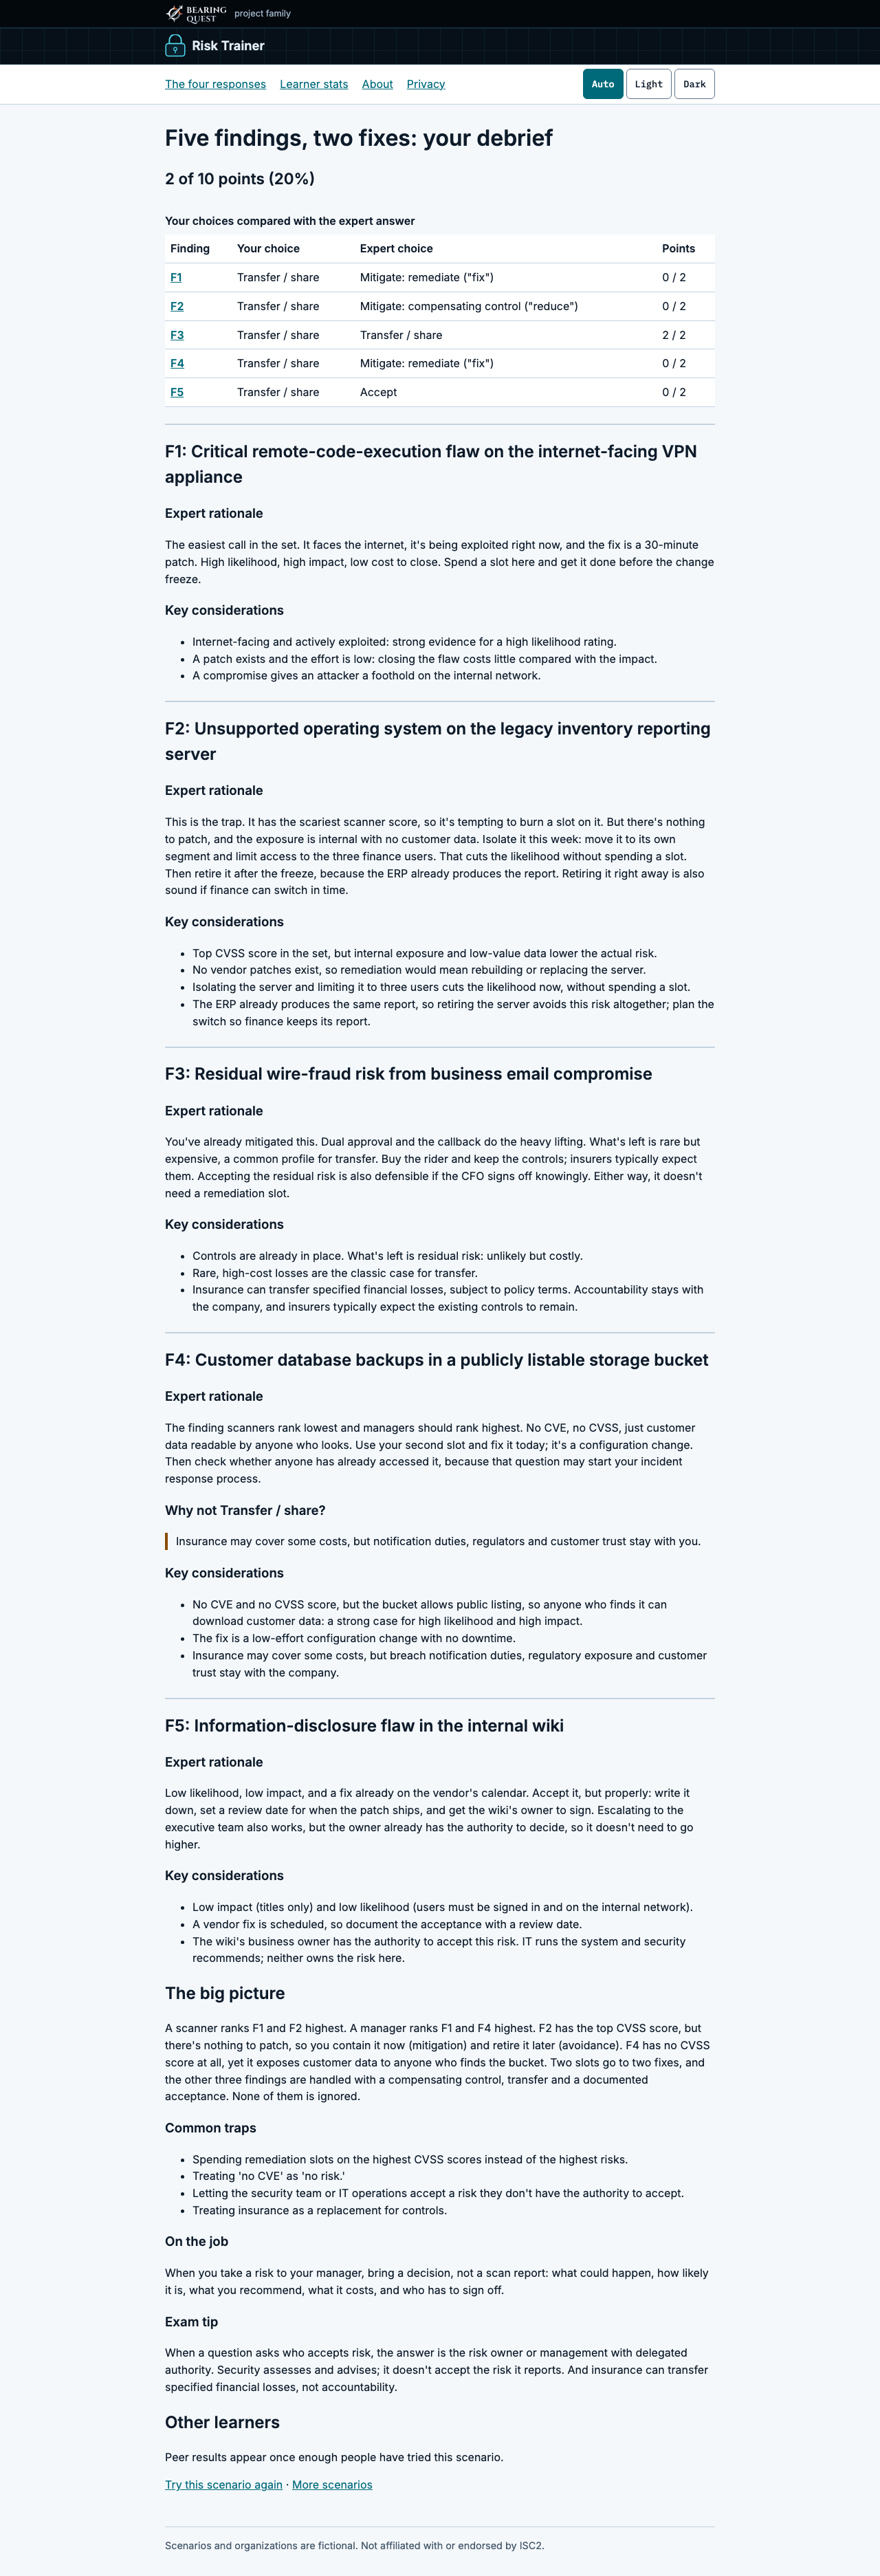 BEARING
QUEST
project family
Risk Trainer
The four responses Learner stats About Privacy Auto Light Dark
Five findings, two fixes: your debrief
2 of 10 points (20%)
Your choices compared with the expert answer
Finding Your choice Expert choice Points
F1 Transfer / share Mitigate: remediate ("fix") 0 / 2
F2 Transfer / share Mitigate: compensating control ("reduce") 0 / 2
F3 Transfer / share Transfer / share 2 / 2
F4 Transfer / share Mitigate: remediate ("fix") 0 / 2
F5 Transfer / share Accept 0 / 2
F1: Critical remote-code-execution flaw on the internet-facing VPN
appliance
Expert rationale
The easiest call in the set. It faces the internet, it's being exploited right now, and the fix is a 30-minute
patch. High likelihood, high impact, low cost to close. Spend a slot here and get it done before the change
freeze.
Key considerations
• Internet-facing and actively exploited: strong evidence for a high likelihood rating.
• A patch exists and the effort is low: closing the flaw costs little compared with the impact.
• A compromise gives an attacker a foothold on the internal network.
F2: Unsupported operating system on the legacy inventory reporting
server
Expert rationale
This is the trap. It has the scariest scanner score, so it's tempting to burn a slot on it. But there's nothing
to patch, and the exposure is internal with no customer data. Isolate it this week: move it to its own
segment and limit access to the three finance users. That cuts the likelihood without spending a slot.
Then retire it after the freeze, because the ERP already produces the report. Retiring it right away is also
sound if finance can switch in time.
Key considerations
• Top CVSS score in the set, but internal exposure and low-value data lower the actual risk.
• No vendor patches exist, so remediation would mean rebuilding or replacing the server.
• Isolating the server and limiting it to three users cuts the likelihood now, without spending a slot.
• The ERP already produces the same report, so retiring the server avoids this risk altogether; plan the
switch so finance keeps its report.
F3: Residual wire-fraud risk from business email compromise
Expert rationale
You've already mitigated this. Dual approval and the callback do the heavy lifting. What's left is rare but
expensive, a common profile for transfer. Buy the rider and keep the controls; insurers typically expect
them. Accepting the residual risk is also defensible if the CFO signs off knowingly. Either way, it doesn't
need a remediation slot.
Key considerations
• Controls are already in place. What's left is residual risk: unlikely but costly.
• Rare, high-cost losses are the classic case for transfer.
• Insurance can transfer specified financial losses, subject to policy terms. Accountability stays with
the company, and insurers typically expect the existing controls to remain.
F4: Customer database backups in a publicly listable storage bucket
Expert rationale
The finding scanners rank lowest and managers should rank highest. No CVE, no CVSS, just customer
data readable by anyone who looks. Use your second slot and fix it today; it's a configuration change.
Then check whether anyone has already accessed it, because that question may start your incident
response process.
Why not Transfer / share?
Insurance may cover some costs, but notification duties, regulators and customer trust stay with you.
Key considerations
• No CVE and no CVSS score, but the bucket allows public listing, so anyone who finds it can
download customer data: a strong case for high likelihood and high impact.
• The fix is a low-effort configuration change with no downtime.
• Insurance may cover some costs, but breach notification duties, regulatory exposure and customer
trust stay with the company.
F5: Information-disclosure flaw in the internal wiki
Expert rationale
Low likelihood, low impact, and a fix already on the vendor's calendar. Accept it, but properly: write it
down, set a review date for when the patch ships, and get the wiki's owner to sign. Escalating to the
executive team also works, but the owner already has the authority to decide, so it doesn't need to go
higher.
Key considerations
• Low impact (titles only) and low likelihood (users must be signed in and on the internal network).
• A vendor fix is scheduled, so document the acceptance with a review date.
• The wiki's business owner has the authority to accept this risk. IT runs the system and security
recommends; neither owns the risk here.
The big picture
A scanner ranks F1 and F2 highest. A manager ranks F1 and F4 highest. F2 has the top CVSS score, but
there's nothing to patch, so you contain it now (mitigation) and retire it later (avoidance). F4 has no CVSS
score at all, yet it exposes customer data to anyone who finds the bucket. Two slots go to two fixes, and
the other three findings are handled with a compensating control, transfer and a documented
acceptance. None of them is ignored.
Common traps
• Spending remediation slots on the highest CVSS scores instead of the highest risks.
• Treating 'no CVE' as 'no risk.'
• Letting the security team or IT operations accept a risk they don't have the authority to accept.
• Treating insurance as a replacement for controls.
On the job
When you take a risk to your manager, bring a decision, not a scan report: what could happen, how likely
it is, what you recommend, what it costs, and who has to sign off.
Exam tip
When a question asks who accepts risk, the answer is the risk owner or management with delegated
authority. Security assesses and advises; it doesn't accept the risk it reports. And insurance can transfer
specified financial losses, not accountability.
Other learners
Peer results appear once enough people have tried this scenario.
Try this scenario again · More scenarios
Scenarios and organizations are fictional. Not affiliated with or endorsed by ISC2.